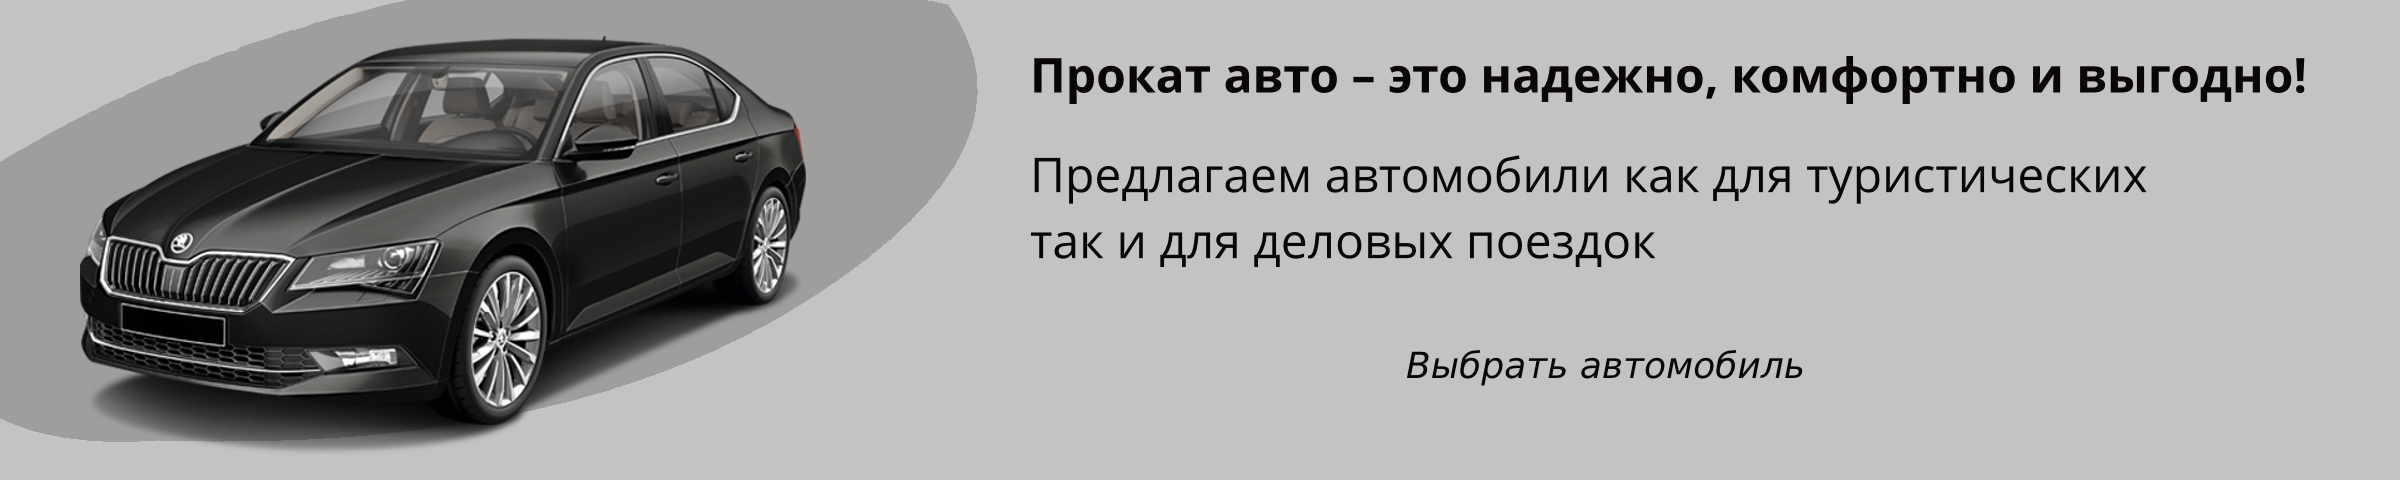 Прокат авто – это надежно, комфортно и выгодно!
Предлагаем автомобили как для туристических
так и для деловых поездок
Выбрать автомобиль